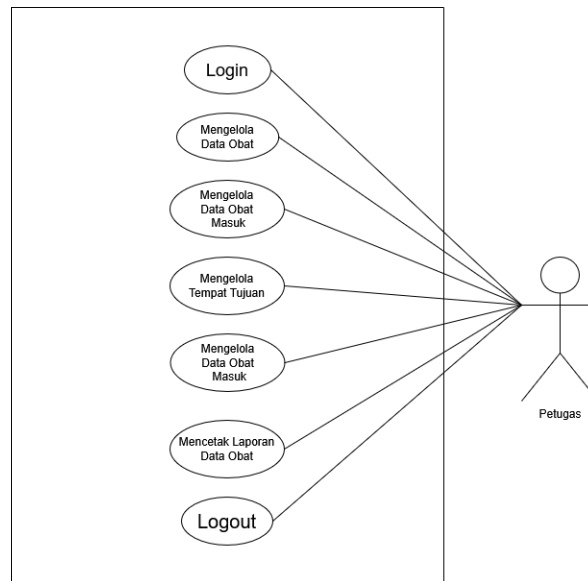 Login
Mengelola
Data Obat
Mengelola
Data Obat
Masuk
Mengelola
Tempat Tujuan
Mengelola
Data Obat
Masuk
Mencetak Laporan
Data Obat
Logout
Petugas